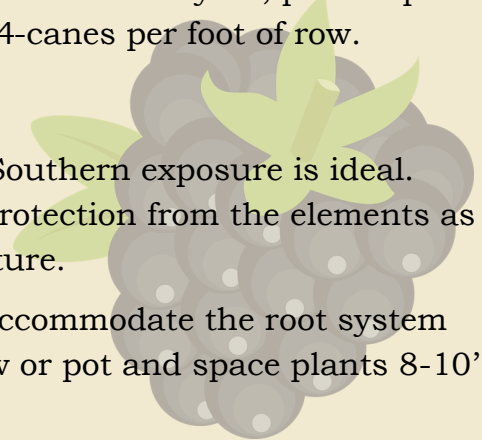 4-canes per foot of row.
Southern exposure is ideal.
rotection from the elements as
ture.
ccommodate the root system
w or pot and space plants 8-10’